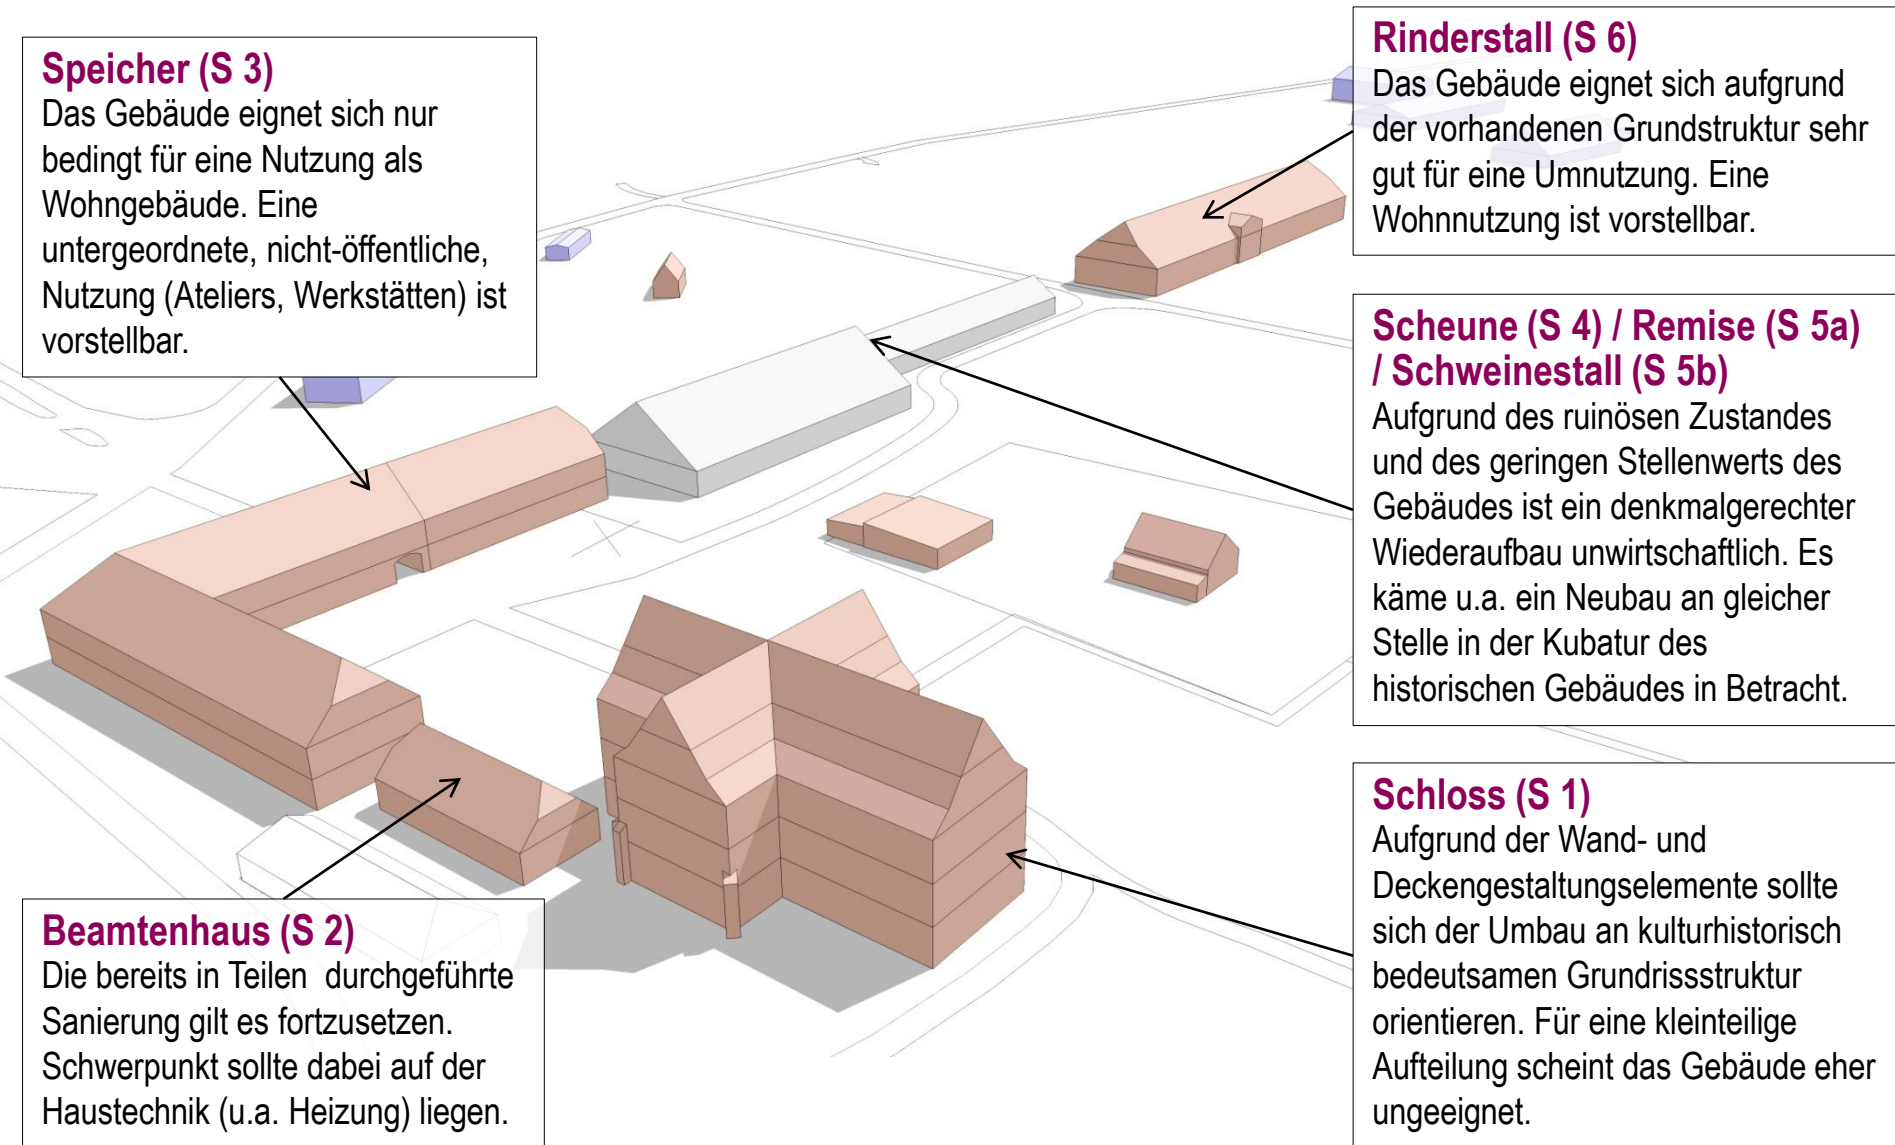 Speicher (S 3)
Das Gebäude eignet sich nur
bedingt für eine Nutzung als
Wohngebäude. Eine
untergeordnete, nicht-öffentliche,
Nutzung (Ateliers, Werkstätten) ist
vorstellbar.
Rinderstall (S 6)
Das Gebäude eignet sich aufgrund
der vorhandenen Grundstruktur sehr
gut für eine Umnutzung. Eine
Wohnnutzung ist vorstellbar.
Scheune (S 4) / Remise (S 5a)
/ Schweinestall (S 5b)
Aufgrund des ruinösen Zustandes
und des geringen Stellenwerts des
Gebäudes ist ein denkmalgerechter
Wiederaufbau unwirtschaftlich. Es
käme u.a. ein Neubau an gleicher
Stelle in der Kubatur des
historischen Gebäudes in Betracht.
Beamtenhaus (S 2)
Die bereits in Teilen  durchgeführte
Sanierung gilt es fortzusetzen.
Schwerpunkt sollte dabei auf der
Haustechnik (u.a. Heizung) liegen.
Schloss (S 1)
Aufgrund der Wand- und
Deckengestaltungselemente sollte
sich der Umbau an kulturhistorisch
bedeutsamen Grundrissstruktur
orientieren. Für eine kleinteilige
Aufteilung scheint das Gebäude eher
ungeeignet.